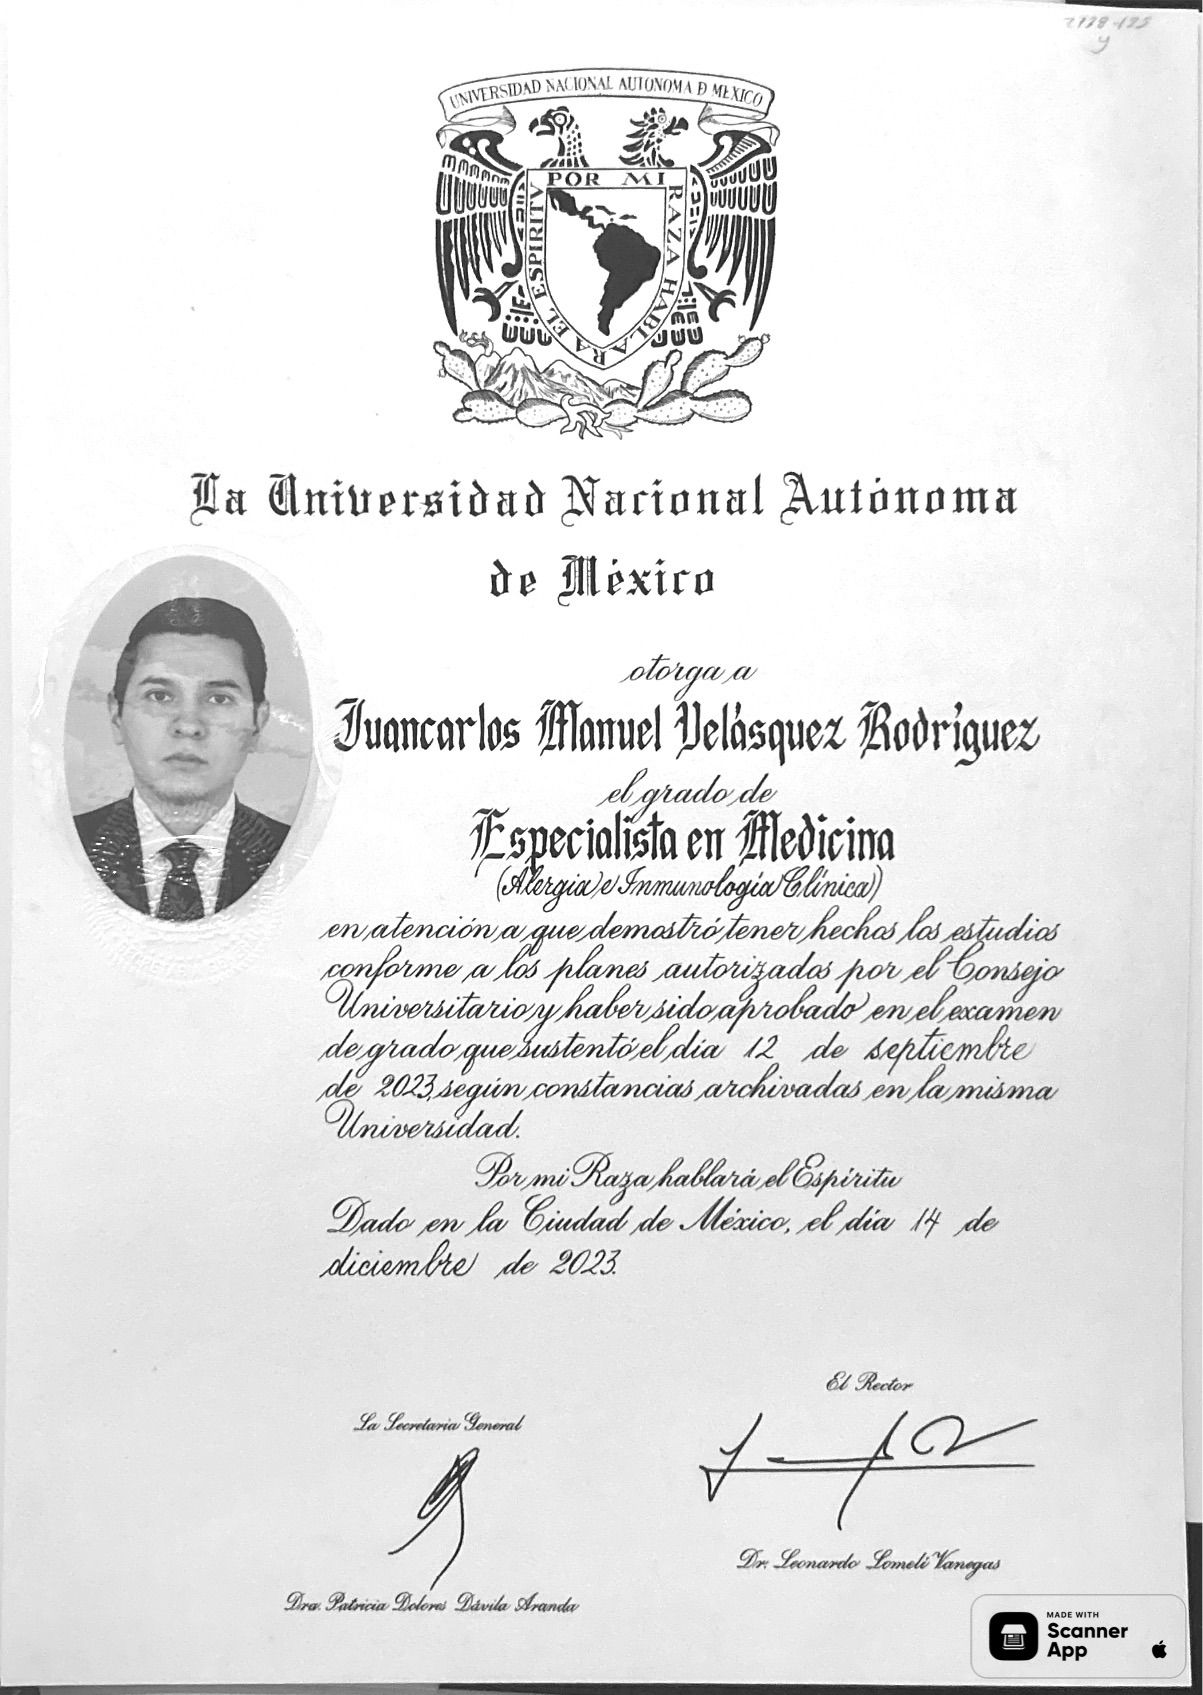 UNIVERSIDAD NACIONAL AUTONOMA D MEXICO
POR MI RAZA HABLARA EL ESPIRITV
La Universidad Nacional Autónoma
de México
otorga a
Juancarlos Manuel Velásquez Rodríguez
el grado de
Especialista en Medicina
(Alergia e Inmunología Clínica)
en atención a que demostró tener hechos los estudios
conforme a los planes autorizados por el Consejo
Universitario y haber sido aprobado en el examen
de grado que sustentó el día 12 de septiembre
de 2023, según constancias archivadas en la misma
Universidad.
Por mi Raza hablará el Espíritu
Dado en la Ciudad de México, el día 14 de
diciembre de 2023.
El Rector
La Secretaria General
Dr. Leonardo Lomelí Vanegas
Dra. Patricia Dolores Dávila Aranda
MADE WITH
Scanner
App